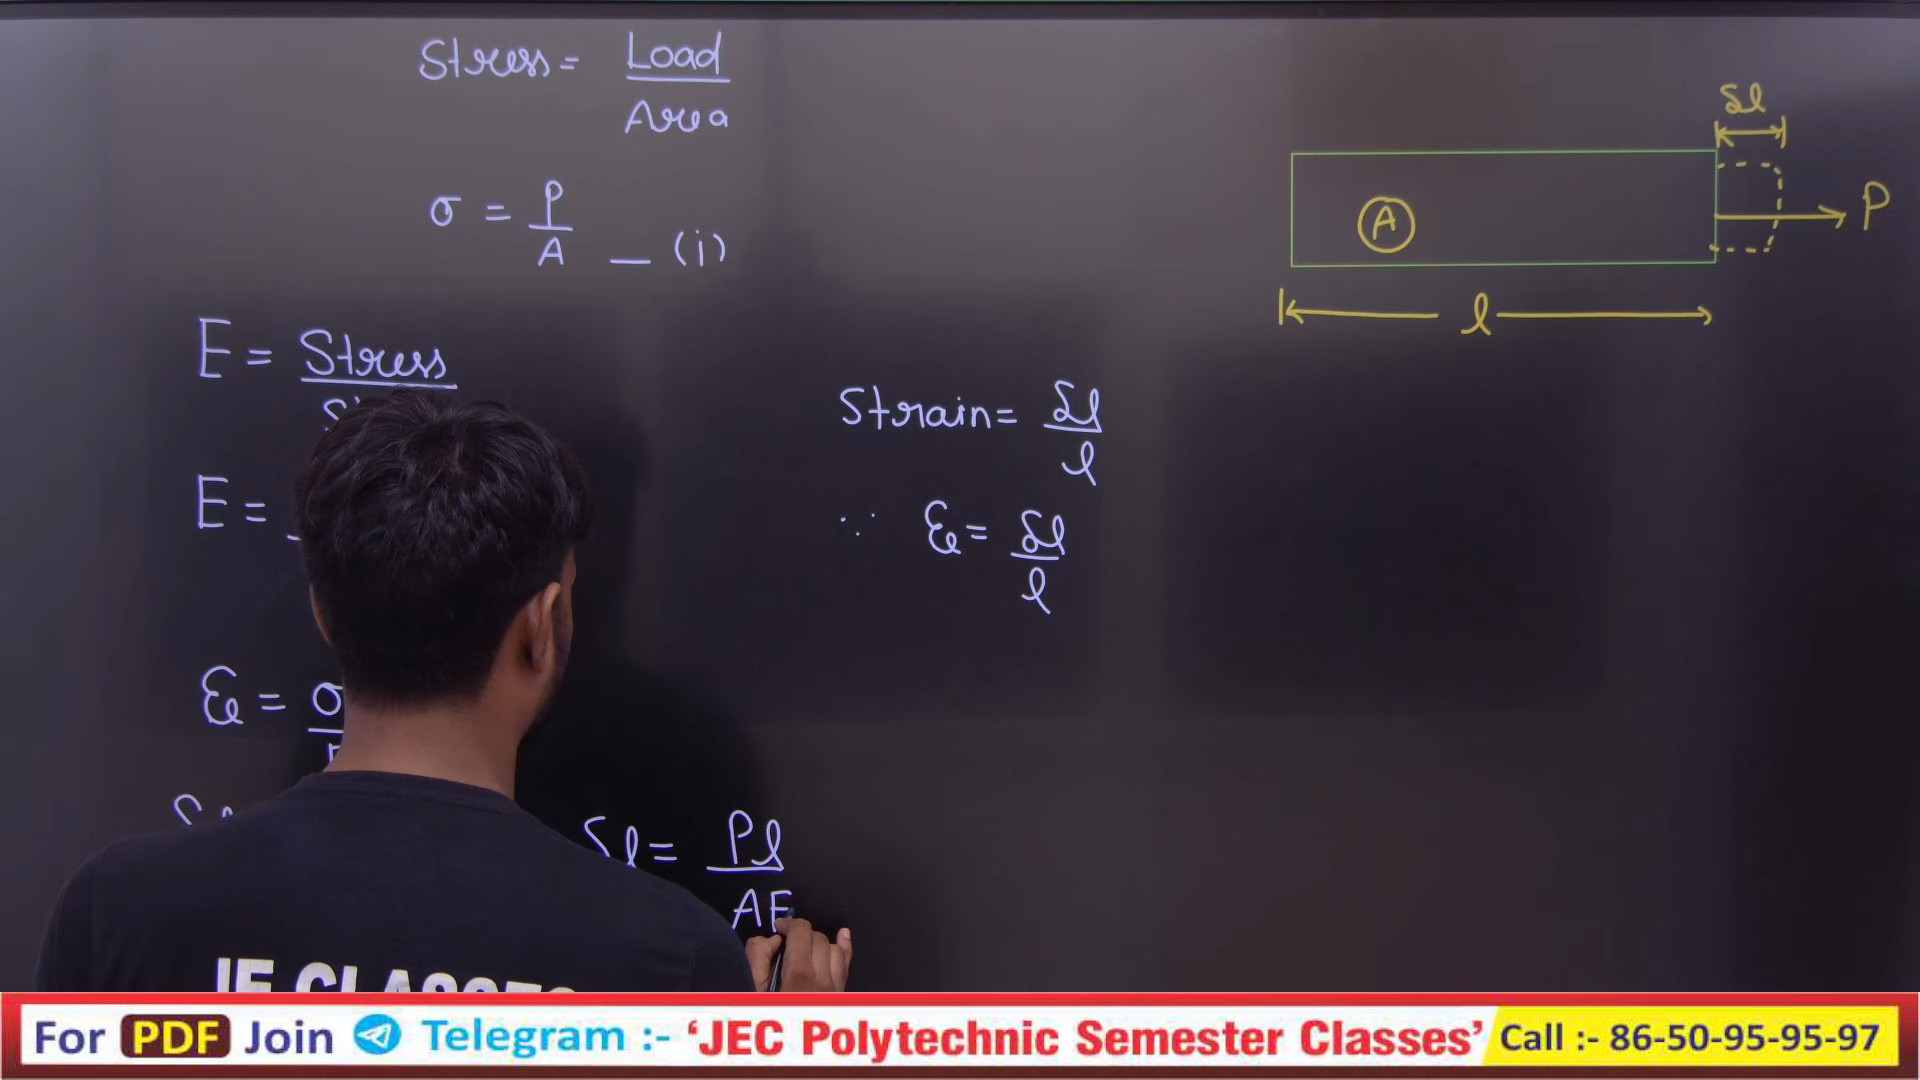 Stress = Load
Area
σ = P
A — (i)
δl
A
P
l
E = Stress
E =
Strain = δl
l
∵ ε = δl
l
ε = σ
δl = Pl
AE
For PDF Join Telegram :- ‘JEC Polytechnic Semester Classes’ Call :- 86-50-95-95-97